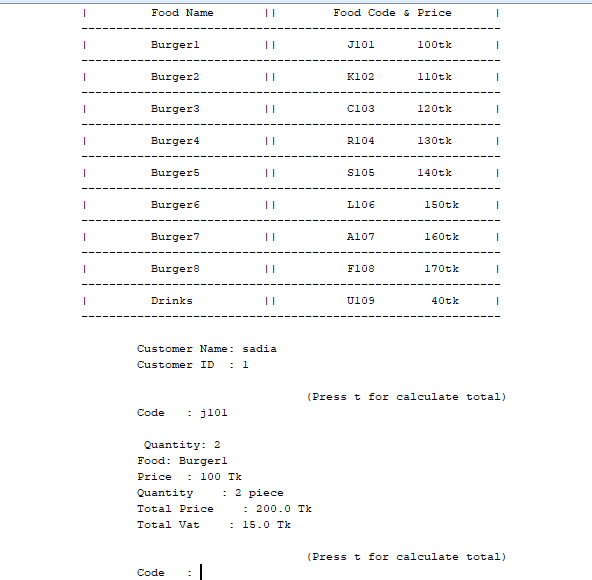 | Food Name || Food Code & Price |
------------------------------------------------------------
| Burger1 || J101 100tk |
------------------------------------------------------------
| Burger2 || K102 110tk |
------------------------------------------------------------
| Burger3 || C103 120tk |
------------------------------------------------------------
| Burger4 || R104 130tk |
------------------------------------------------------------
| Burger5 || S105 140tk |
------------------------------------------------------------
| Burger6 || L106 150tk |
------------------------------------------------------------
| Burger7 || A107 160tk |
------------------------------------------------------------
| Burger8 || F108 170tk |
------------------------------------------------------------
| Drinks || U109 40tk |
------------------------------------------------------------
Customer Name: sadia
Customer ID : 1
(Press t for calculate total)
Code : j101
Quantity: 2
Food: Burger1
Price : 100 Tk
Quantity : 2 piece
Total Price : 200.0 Tk
Total Vat : 15.0 Tk
(Press t for calculate total)
Code :